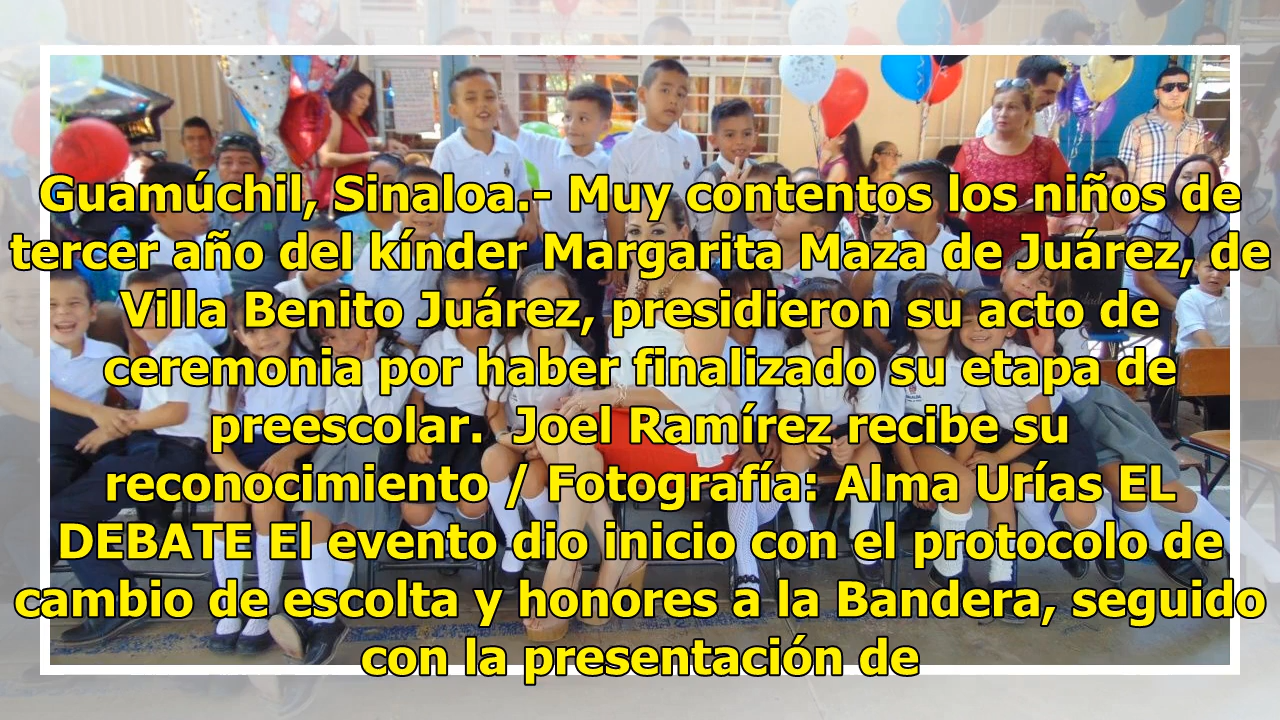 Guamúchil, Sinaloa.- Muy contentos los niños de
tercer año del kínder Margarita Maza de Juárez, de
Villa Benito Juárez, presidieron su acto de
ceremonia por haber finalizado su etapa de
preescolar.  Joel Ramírez recibe su
reconocimiento / Fotografía: Alma Urías EL
DEBATE El evento dio inicio con el protocolo de
cambio de escolta y honores a la Bandera, seguido
con la presentación de